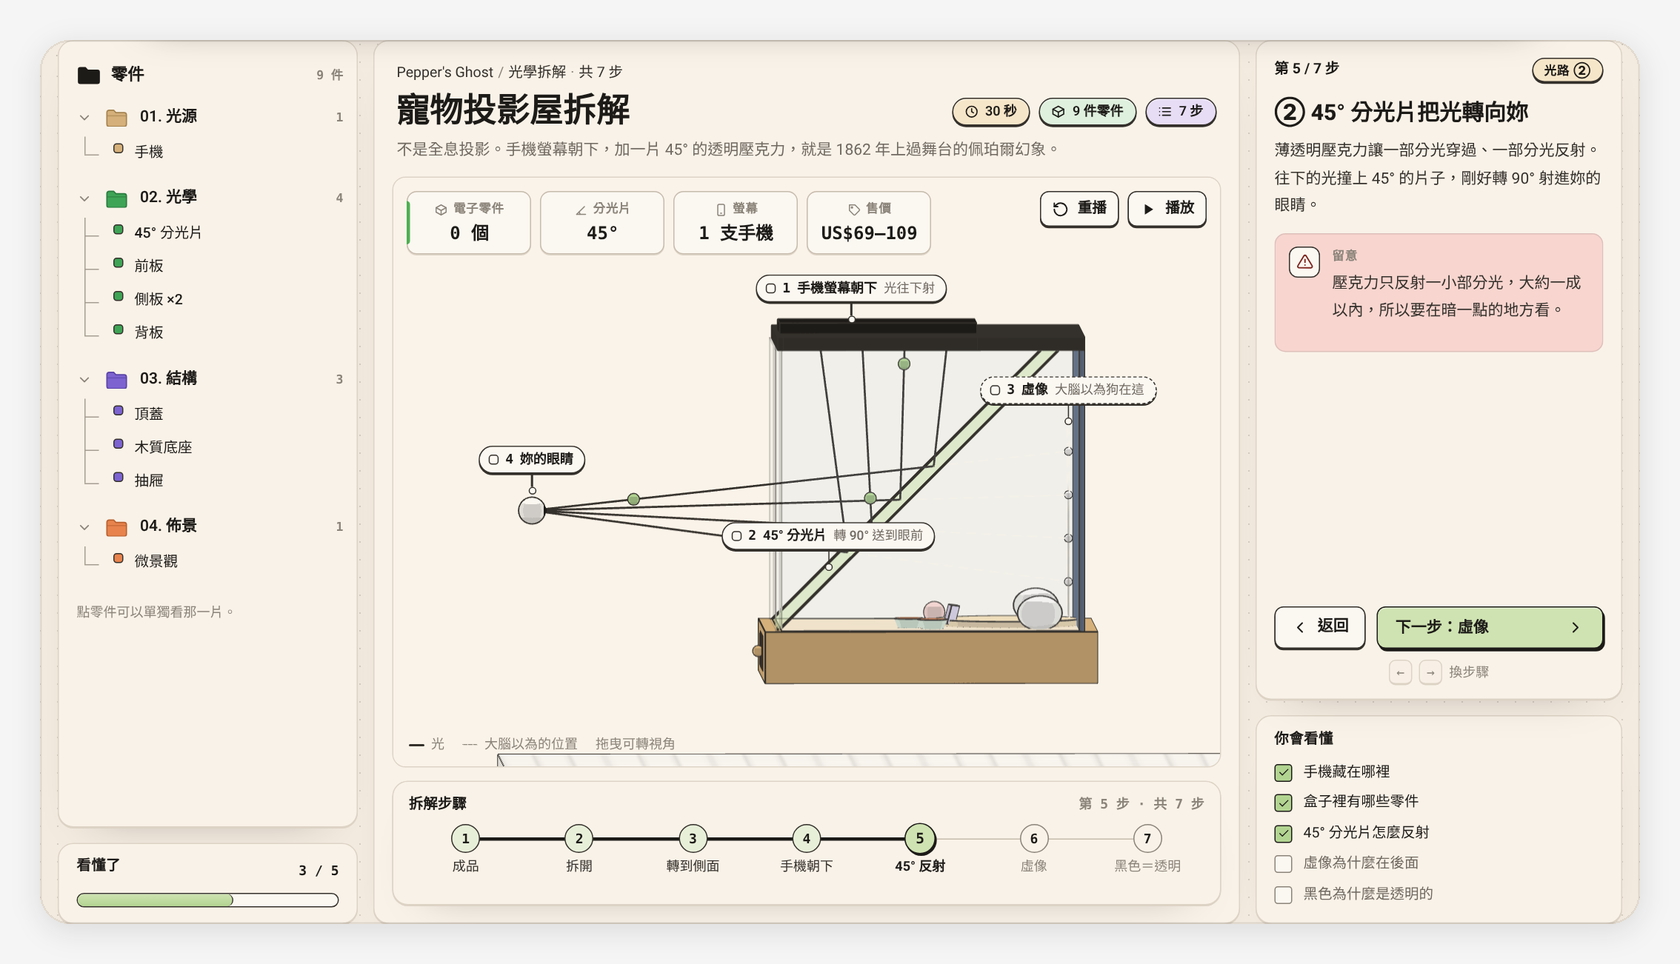 零件
9 件
01. 光源
1
手機
02. 光學
4
45° 分光片
前板
側板 ×2
背板
03. 結構
3
頂蓋
木質底座
抽屜
04. 佈景
1
微景觀
點零件可以單獨看那一片。
看懂了
3 / 5
Pepper's Ghost / 光學拆解 · 共 7 步
寵物投影屋拆解
30 秒
9 件零件
7 步
不是全息投影。手機螢幕朝下，加一片 45° 的透明壓克力，就是 1862 年上過舞台的佩珀爾幻象。
電子零件
0 個
分光片
45°
螢幕
1 支手機
售價
US$69–109
重播
播放
1 手機螢幕朝下 光往下射
3 虛像 大腦以為狗在這
4 妳的眼睛
2 45° 分光片 轉 90° 送到眼前
光
大腦以為的位置
拖曳可轉視角
拆解步驟
第 5 步 · 共 7 步
1
2
3
4
5
6
7
成品
拆開
轉到側面
手機朝下
45° 反射
虛像
黑色＝透明
第 5 / 7 步
光路 ②
② 45° 分光片把光轉向妳
薄透明壓克力讓一部分光穿過、一部分光反射。
往下的光撞上 45° 的片子，剛好轉 90° 射進妳的
眼睛。
留意
壓克力只反射一小部分光，大約一成
以內，所以要在暗一點的地方看。
返回
下一步：虛像
← → 換步驟
你會看懂
手機藏在哪裡
盒子裡有哪些零件
45° 分光片怎麼反射
虛像為什麼在後面
黑色為什麼是透明的